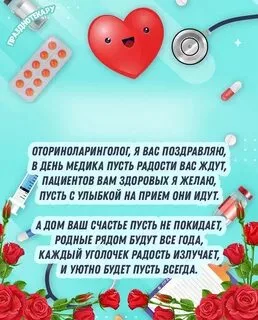 ПРАЗДНОТВИДУ
ОТОРИНОЛАРИНГОЛОГ, Я ВАС ПОЗДРАВЛЯЮ,
В ДЕНЬ МЕДИКА ПУСТЬ РАДОСТИ ВАС ЖДУТ,
ПАЦИЕНТОВ ВАМ ЗДОРОВЫХ Я ЖЕЛАЮ,
ПУСТЬ С УЛЫБКОЙ НА ПРИЕМ ОНИ ИДУТ.
А ДОМ ВАШ СЧАСТЬЕ ПУСТЬ НЕ ПОКИДАЕТ,
РОДНЫЕ РЯДОМ БУДУТ ВСЕ ГОДА,
КАЖДЫЙ УГОЛОЧЕК РАДОСТЬ ИЗЛУЧАЕТ,
И УЮТНО БУДЕТ ПУСТЬ ВСЕГДА.